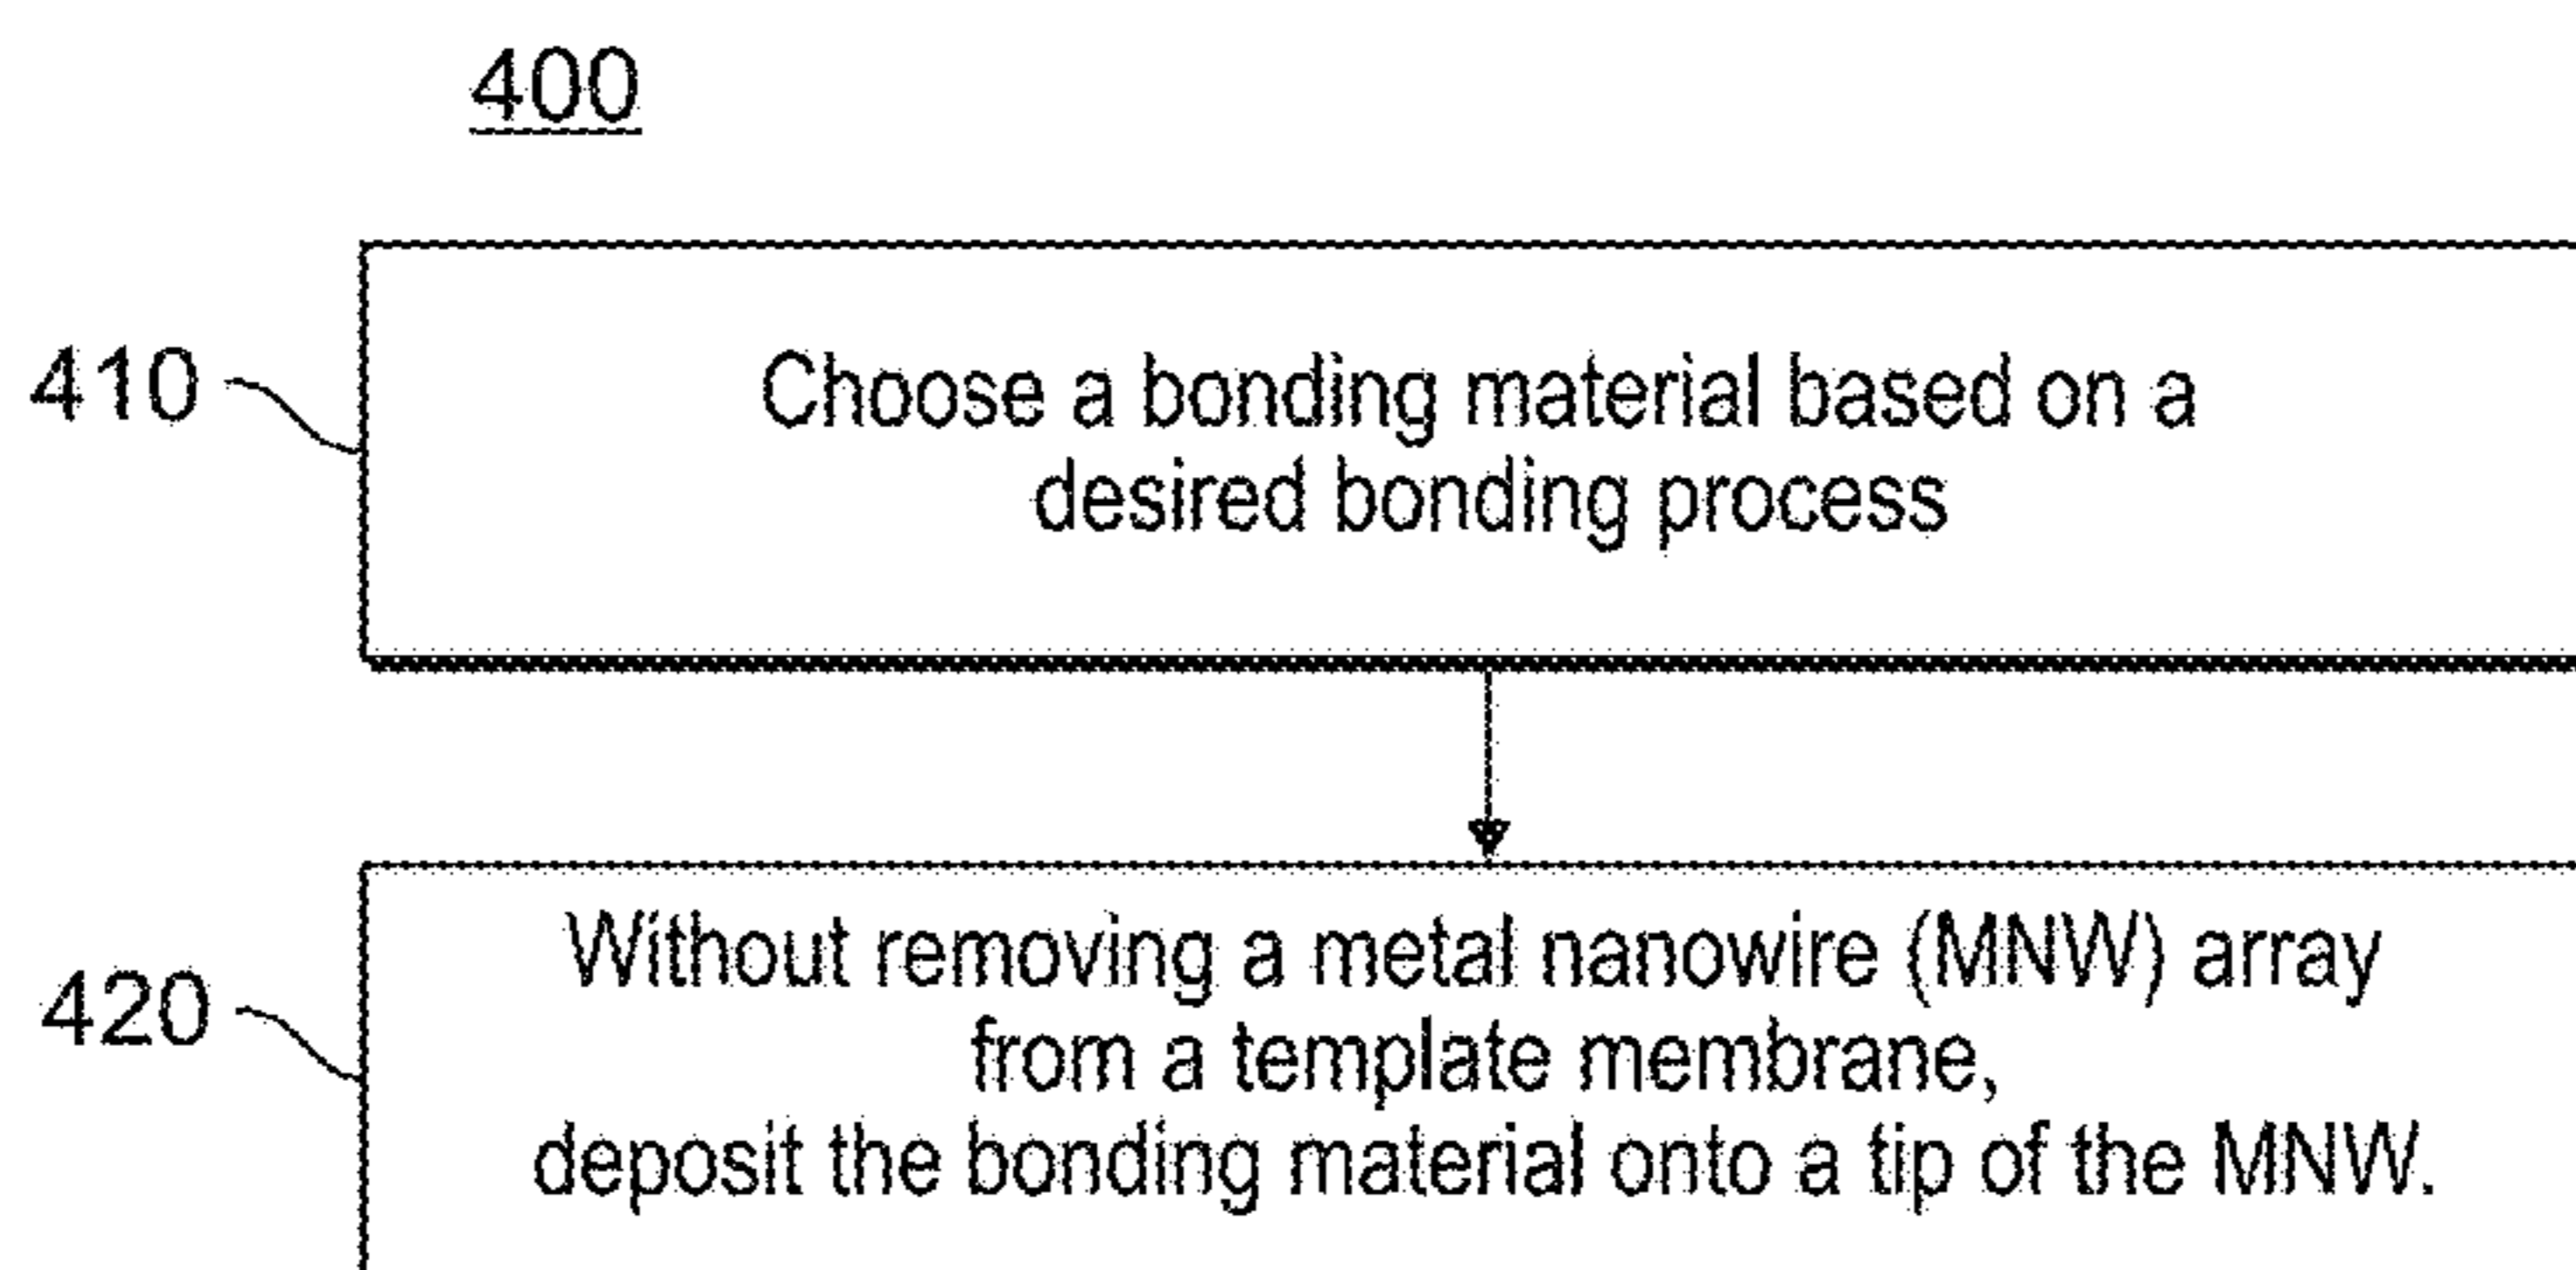 400
410
Choose a bonding material based on a
desired bonding process
420
Without removing a metal nanowire (MNW) array
from a template membrane,
deposit the bonding material onto a tip of the MNW.